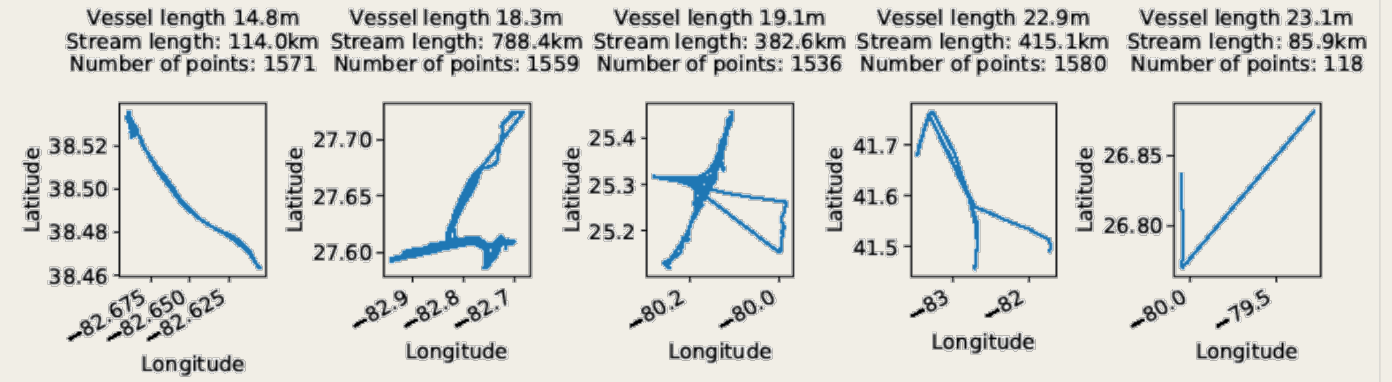 Vessel length 14.8m
Stream length: 114.0km
Number of points: 1571
38.52
38.50
38.48
38.46
Latitude
−82.675
−82.650
−82.625
Longitude
Vessel length 18.3m
Stream length: 788.4km
Number of points: 1559
27.70
27.65
27.60
Latitude
−82.9
−82.8
−82.7
Longitude
Vessel length 19.1m
Stream length: 382.6km
Number of points: 1536
25.4
25.3
25.2
Latitude
−80.2
−80.0
Longitude
Vessel length 22.9m
Stream length: 415.1km
Number of points: 1580
41.7
41.6
41.5
Latitude
−83
−82
Longitude
Vessel length 23.1m
Stream length: 85.9km
Number of points: 118
26.85
26.80
Latitude
−80.0
−79.5
Longitude